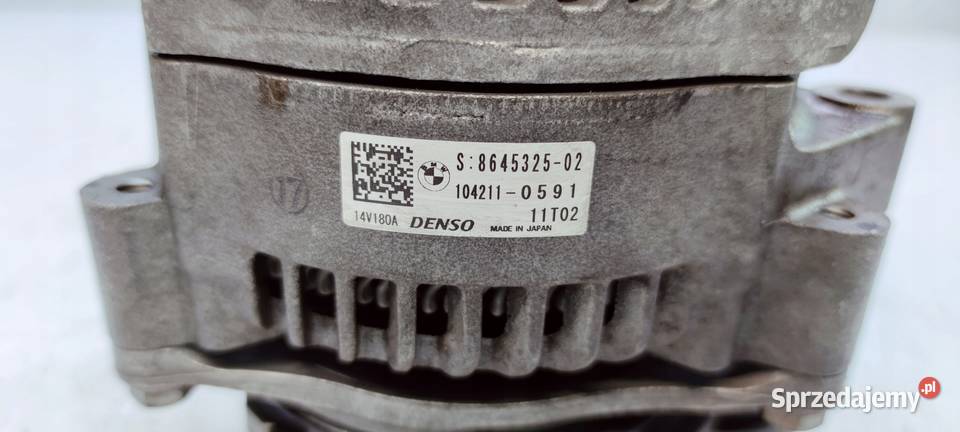 S:8645325-02
104211-0591
11T02
14V180A DENSO MADE IN JAPAN
17
Sprzedajemy.pl